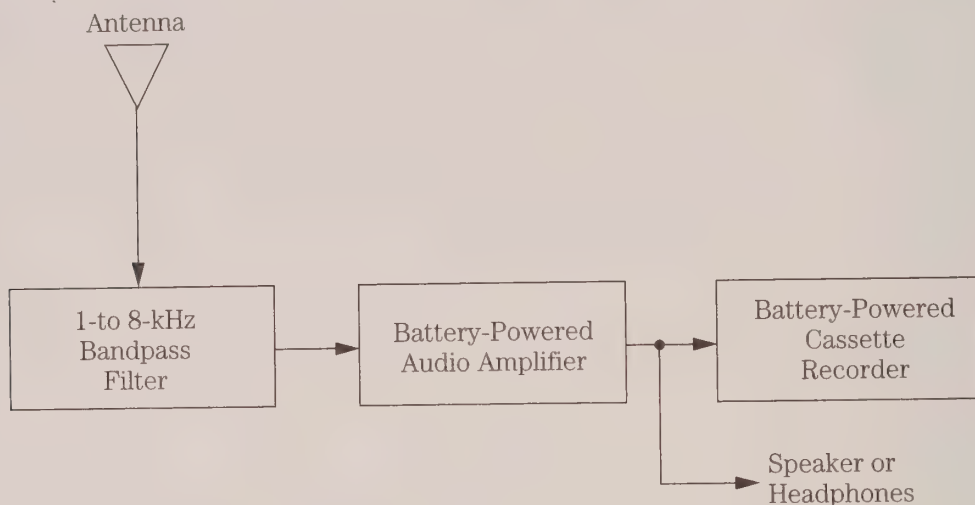 Antenna
1-to 8-kHz
Bandpass
Filter
Battery-Powered
Audio Amplifier
Battery-Powered
Cassette
Recorder
Speaker or
Headphones